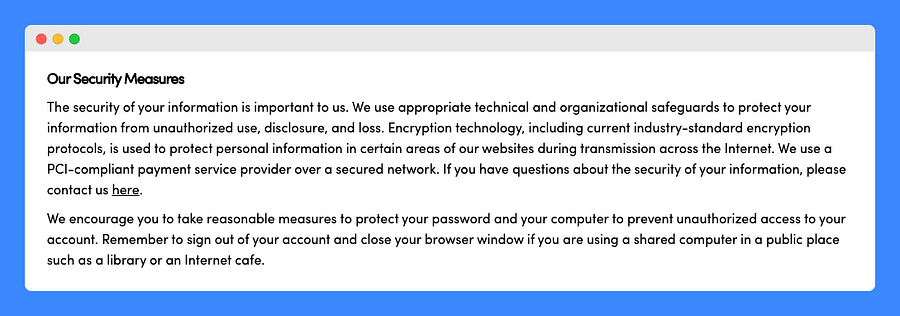 Our Security Measures
The security of your information is important to us. We use appropriate technical and organizational safeguards to protect your
information from unauthorized use, disclosure, and loss. Encryption technology, including current industry-standard encryption
protocols, is used to protect personal information in certain areas of our websites during transmission across the Internet. We use a
PCI-compliant payment service provider over a secured network. If you have questions about the security of your information, please
contact us here.
We encourage you to take reasonable measures to protect your password and your computer to prevent unauthorized access to your
account. Remember to sign out of your account and close your browser window if you are using a shared computer in a public place
such as a library or an Internet cafe.